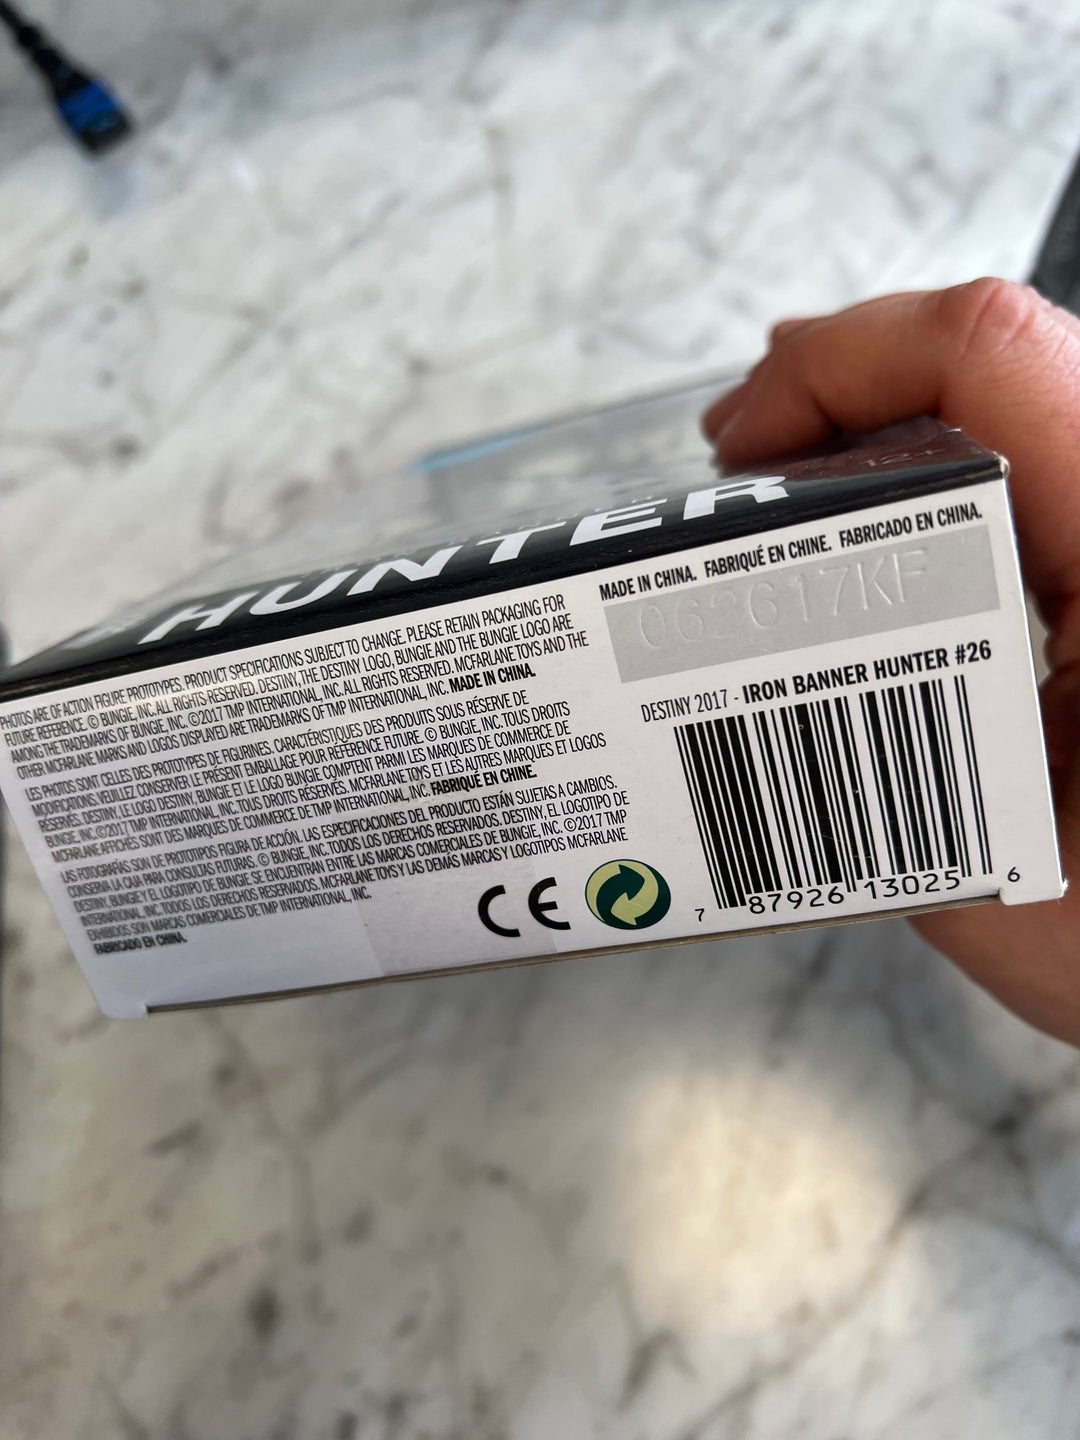 12+
HUNTER
PHOTOS ARE OF ACTION FIGURE PROTOTYPES. PRODUCT SPECIFICATIONS SUBJECT TO CHANGE. PLEASE RETAIN PACKAGING FOR
FUTURE REFERENCE. © BUNGIE, INC. ALL RIGHTS RESERVED. DESTINY, THE DESTINY LOGO, BUNGIE AND THE BUNGIE LOGO ARE
AMONG THE TRADEMARKS OF BUNGIE, INC. ©2017 TMP INTERNATIONAL, INC. ALL RIGHTS RESERVED. MCFARLANE TOYS AND THE
OTHER MCFARLANE MARKS AND LOGOS DISPLAYED ARE TRADEMARKS OF TMP INTERNATIONAL, INC. MADE IN CHINA.
LES PHOTOS SONT CELLES DES PROTOTYPES DE FIGURINES. CARACTÉRISTIQUES DES PRODUITS SOUS RÉSERVE DE
MODIFICATIONS. VEUILLEZ CONSERVER LE PRÉSENT EMBALLAGE POUR RÉFÉRENCE FUTURE. © BUNGIE, INC. TOUS DROITS
RÉSERVÉS. DESTINY, LE LOGO DESTINY, BUNGIE ET LE LOGO BUNGIE COMPTENT PARMI LES MARQUES DE COMMERCE DE
BUNGIE, INC. ©2017 TMP INTERNATIONAL, INC. TOUS DROITS RÉSERVÉS. MCFARLANE TOYS ET LES AUTRES MARQUES ET LOGOS
MCFARLANE AFFICHÉS SONT DES MARQUES DE COMMERCE DE TMP INTERNATIONAL, INC. FABRIQUÉ EN CHINE.
LAS FOTOGRAFÍAS SON DE PROTOTIPOS FIGURA DE ACCIÓN. LAS ESPECIFICACIONES DEL PRODUCTO ESTÁN SUJETAS A CAMBIOS.
CONSERVA LA CAJA PARA CONSULTAS FUTURAS. © BUNGIE, INC. TODOS LOS DERECHOS RESERVADOS. DESTINY, EL LOGOTIPO DE
DESTINY, BUNGIE Y EL LOGOTIPO DE BUNGIE SE ENCUENTRAN ENTRE LAS MARCAS COMERCIALES DE BUNGIE, INC. ©2017 TMP
INTERNATIONAL, INC. TODOS LOS DERECHOS RESERVADOS. MCFARLANE TOYS Y LAS DEMÁS MARCAS Y LOGOTIPOS MCFARLANE
EXHIBIDOS SON MARCAS COMERCIALES DE TMP INTERNATIONAL, INC.
FABRICADO EN CHINA.
CE
MADE IN CHINA. FABRIQUÉ EN CHINE. FABRICADO EN CHINA.
062617KF
DESTINY 2017 - IRON BANNER HUNTER #26
7 87926 13025 6